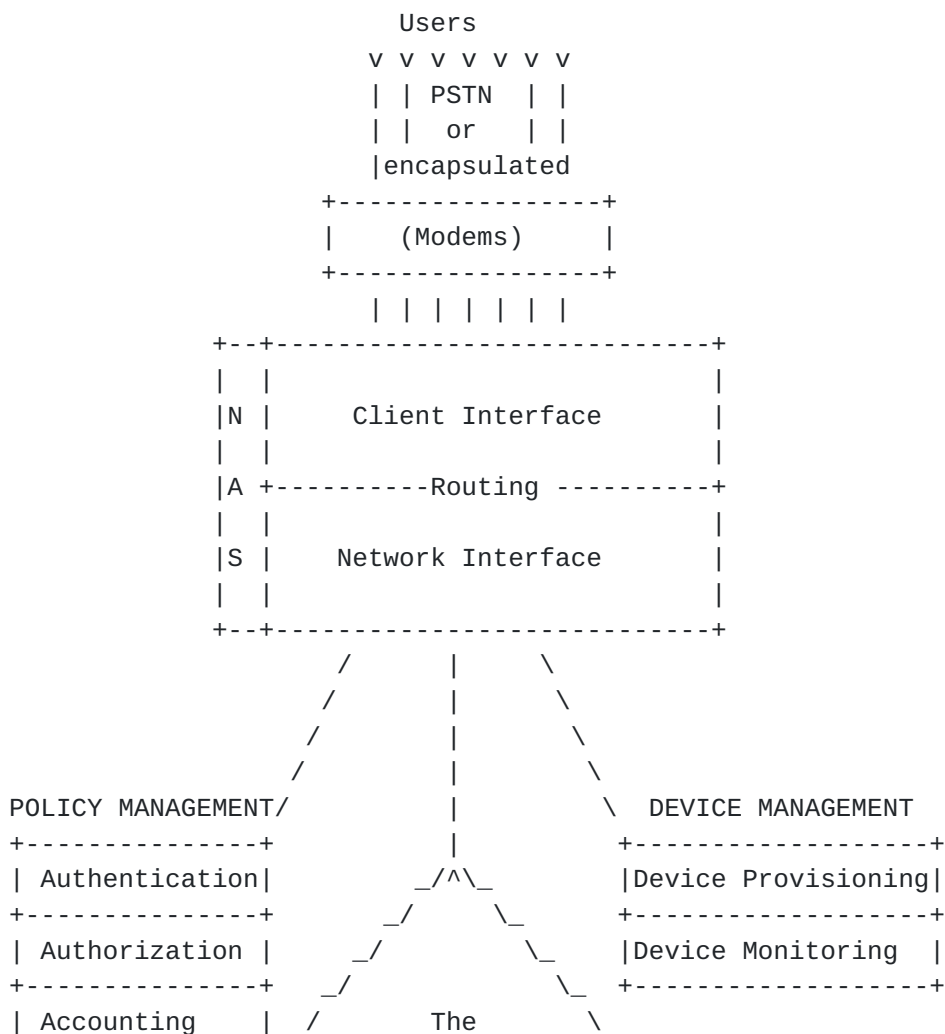 Users
v v v v v v v
| | PSTN | |
| | or | |
|encapsulated
+-----------------+
| (Modems) |
+-----------------+
| | | | | | |
+--+----------------------------+
| | |
|N | Client Interface |
| | |
|A +----------Routing ----------+
| | |
|S | Network Interface |
| | |
+--+----------------------------+
/ | \
/ | \
/ | \
/ | \
POLICY MANAGEMENT/ | \ DEVICE MANAGEMENT
+---------------+ | +-------------------+
| Authentication| _/^\_ |Device Provisioning|
+---------------+ _/ \_ +-------------------+
| Authorization | _/ \_ |Device Monitoring |
+---------------+ _/ \_ +-------------------+
| Accounting | / The \